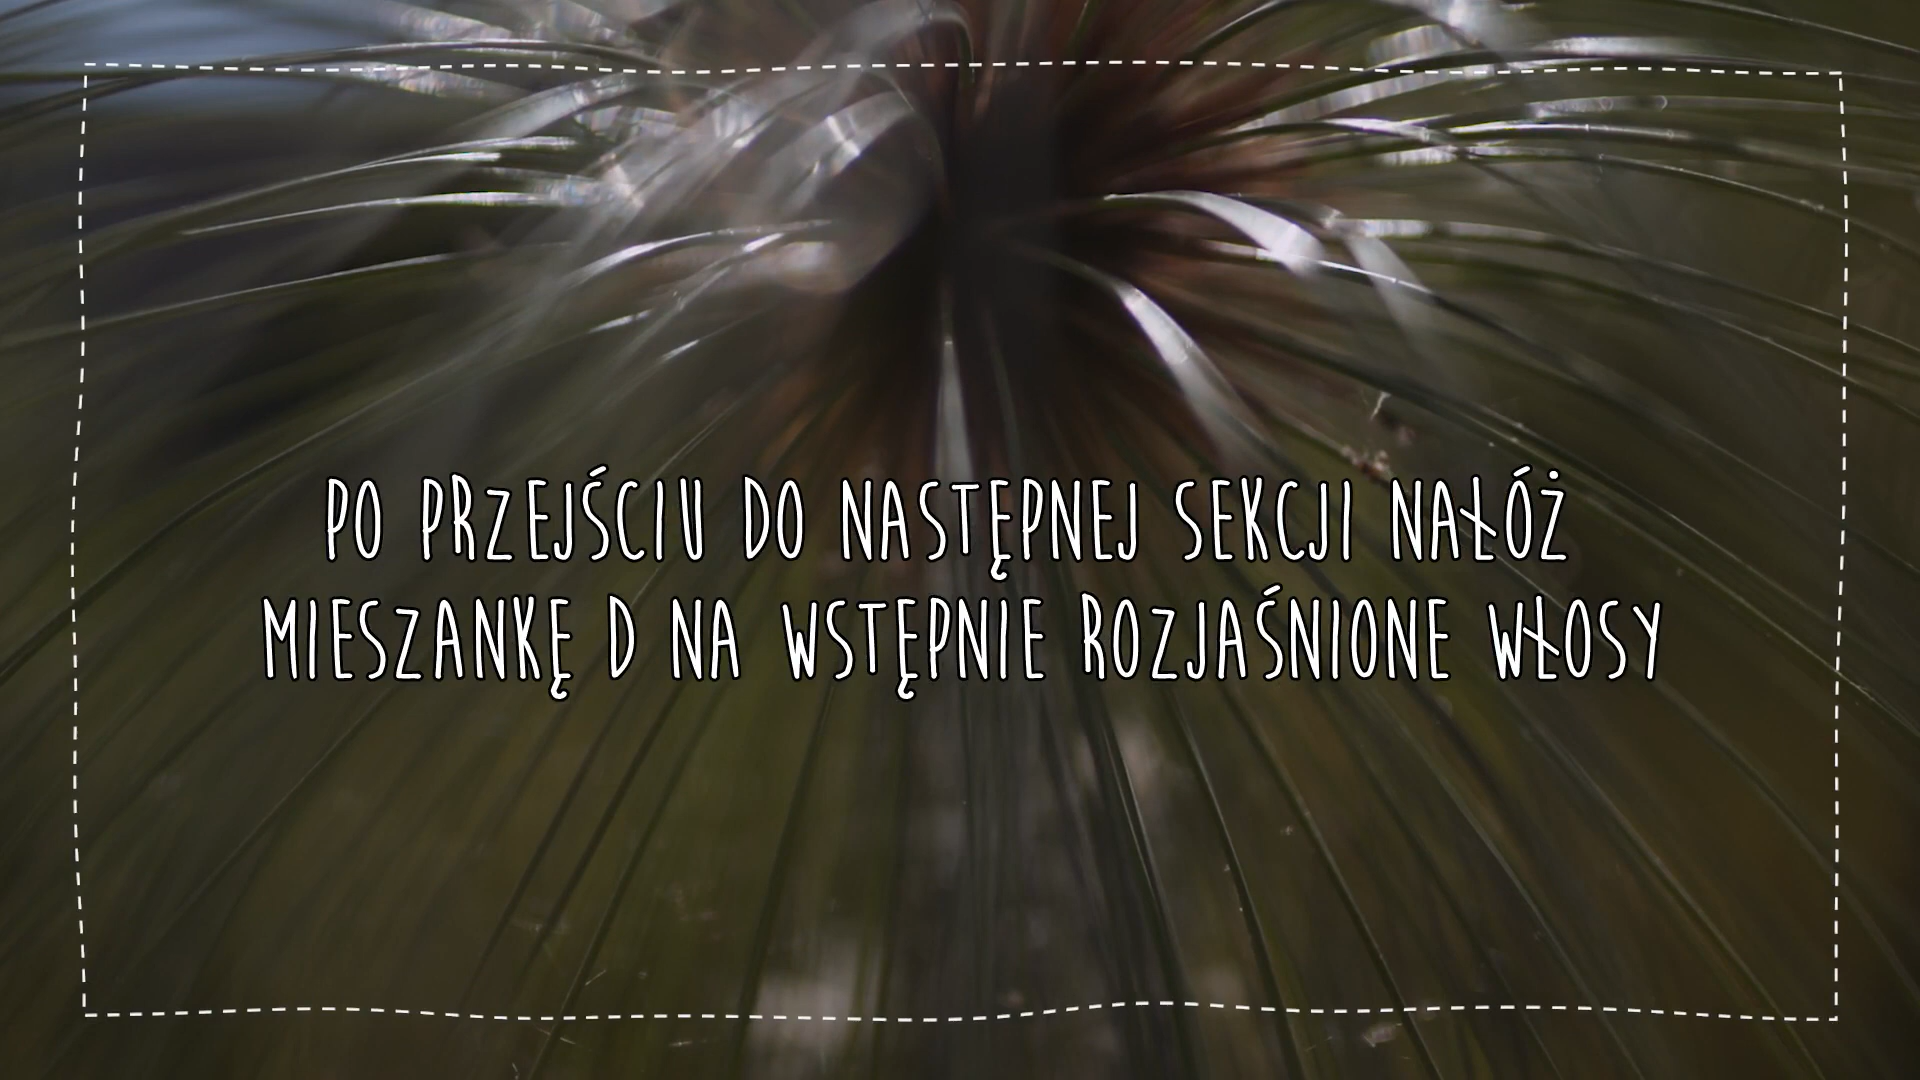 PO PRZEJŚCIU DO NASTĘPNEJ SEKCJI NAŁÓŻ
MIESZANKĘ D NA WSTĘPNIE ROZJAŚNIONE WŁOSY